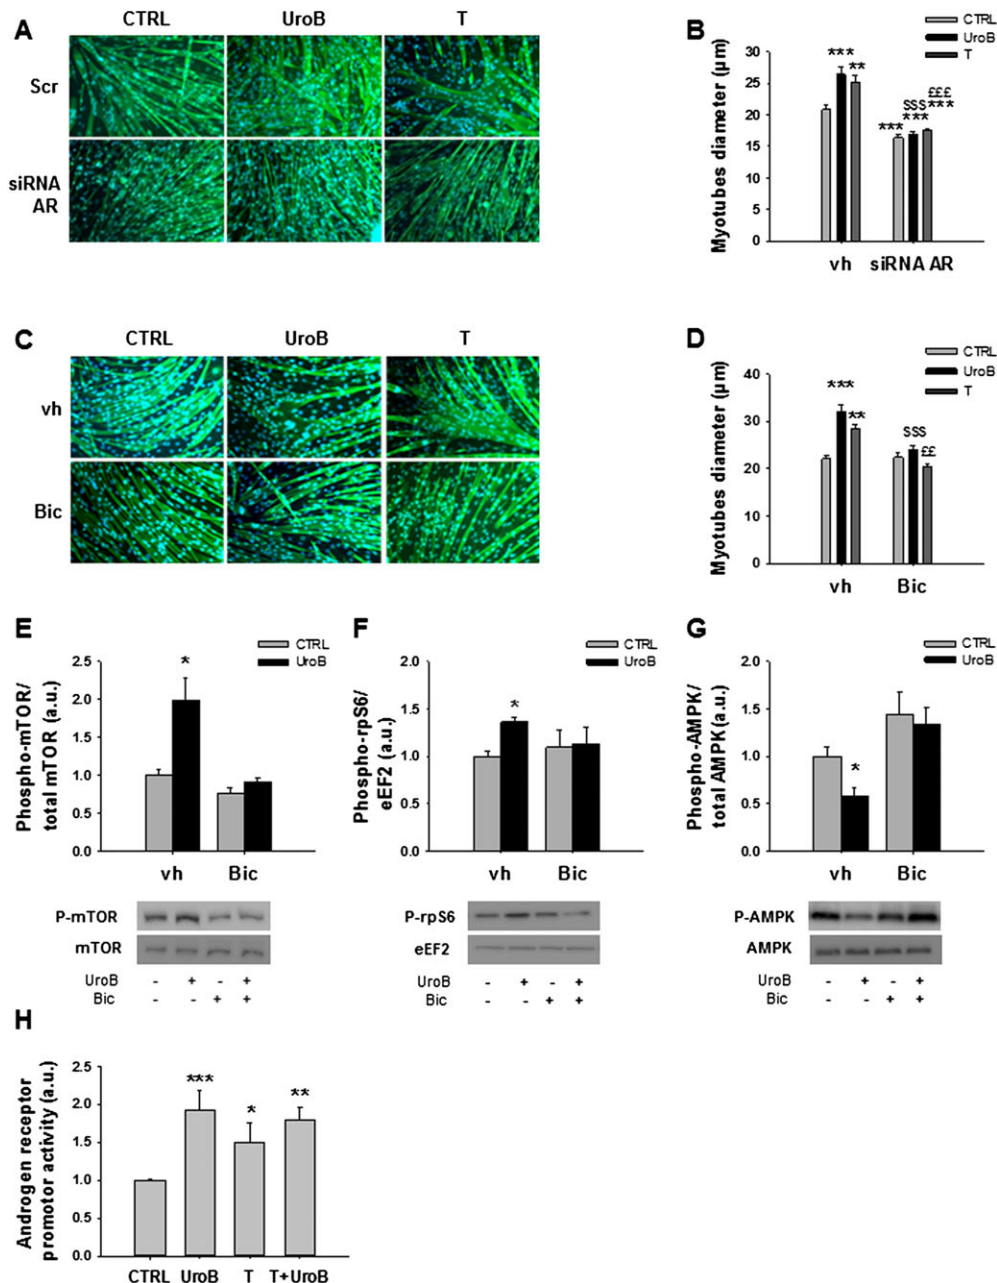 A
CTRL UroB T
Scr
siRNA
AR
B
CTRL
UroB
T
Myotubes diameter (µm)
30
25
20
15
10
5
0
***
**
***
$$$
***
£££
***
vh siRNA AR
C
CTRL UroB T
vh
Bic
D
CTRL
UroB
T
Myotubes diameter (µm)
40
30
20
10
0
***
**
$$$
££
vh Bic
E
CTRL
UroB
Phospho-mTOR/
total mTOR (a.u.)
2.5
2.0
1.5
1.0
0.5
0.0
*
vh Bic
P-mTOR
mTOR
UroB - + - +
Bic - - + +
F
CTRL
UroB
Phospho-rpS6/
eEF2 (a.u.)
2.0
1.5
1.0
0.5
0.0
*
vh Bic
P-rpS6
eEF2
UroB - + - +
Bic - - + +
G
CTRL
UroB
Phospho-AMPK/
total AMPK(a.u.)
2.0
1.5
1.0
0.5
0.0
*
vh Bic
P-AMPK
AMPK
UroB - + - +
Bic - - + +
H
Androgen receptor
promotor activity (a.u.)
2.5
2.0
1.5
1.0
0.5
0.0
***
*
**
CTRL UroB T T+UroB